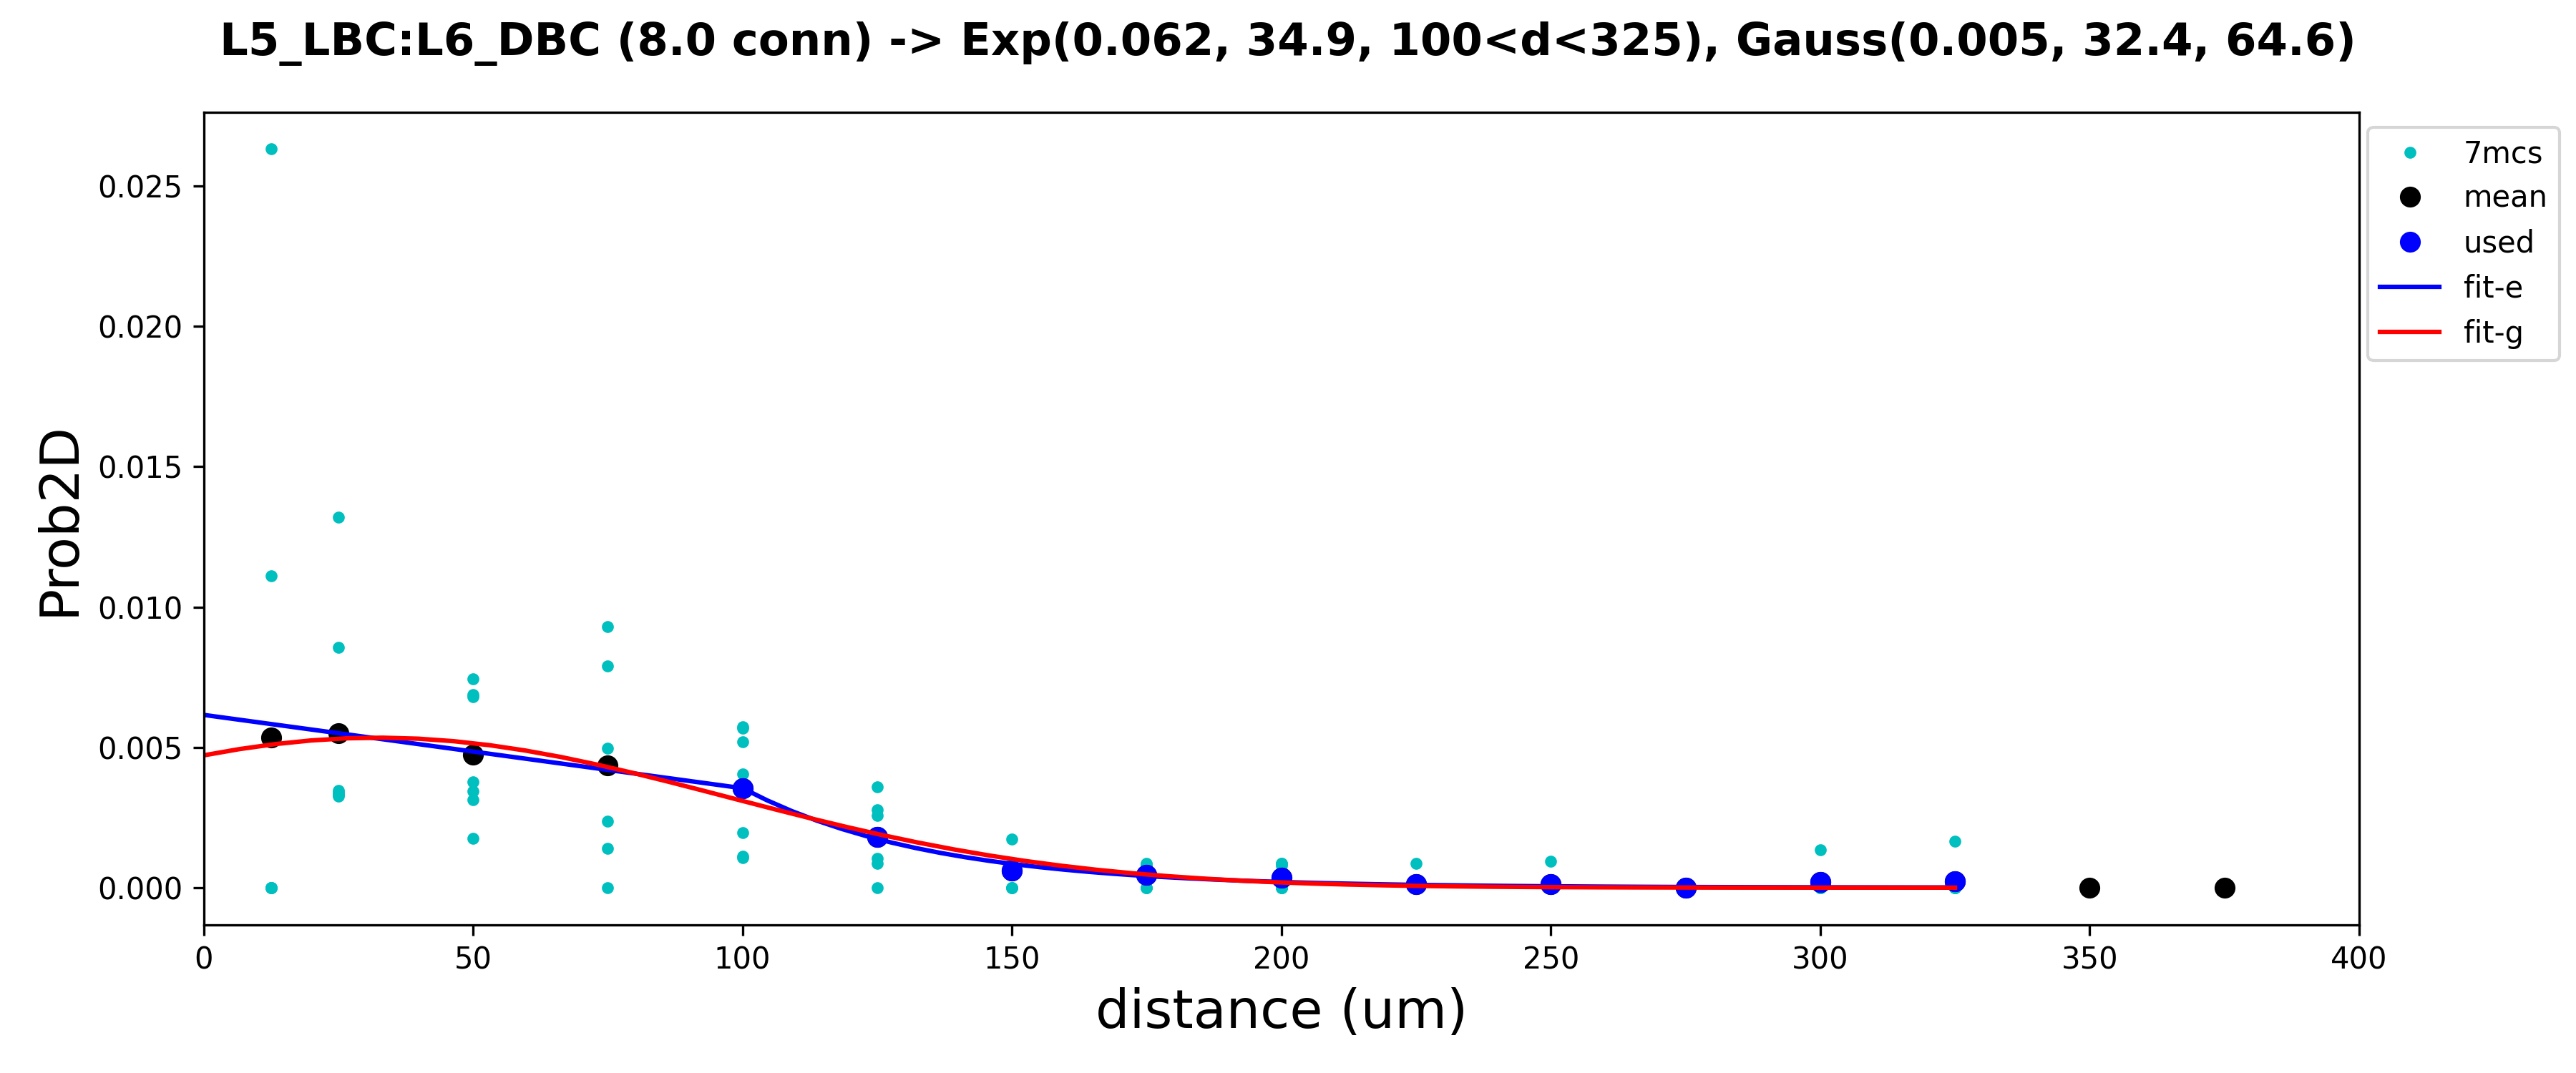 L5_LBC:L6_DBC (8.0 conn) -> Exp(0.062, 34.9, 100<d<325), Gauss(0.005, 32.4, 64.6)
7mcs
mean
used
fit-e
fit-g
Prob2D
0.025
0.020
0.015
0.010
0.005
0.000
0 50 100 150 200 250 300 350 400
distance (um)